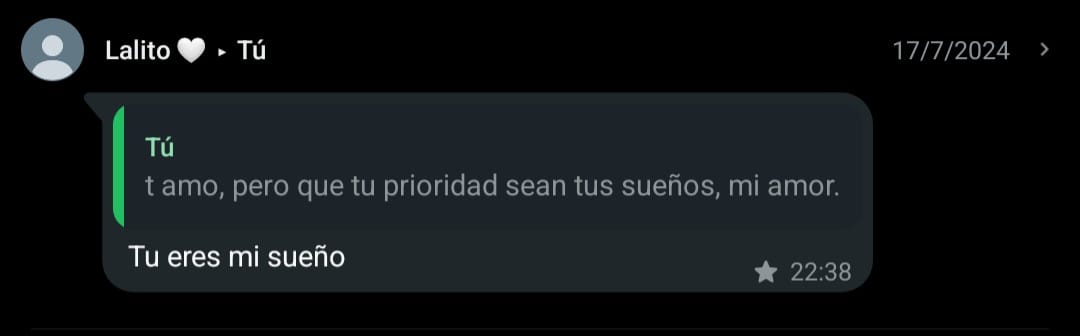 Lalito 🤍 ▸ Tú
17/7/2024
Tú
t amo, pero que tu prioridad sean tus sueños, mi amor.
Tu eres mi sueño
★ 22:38